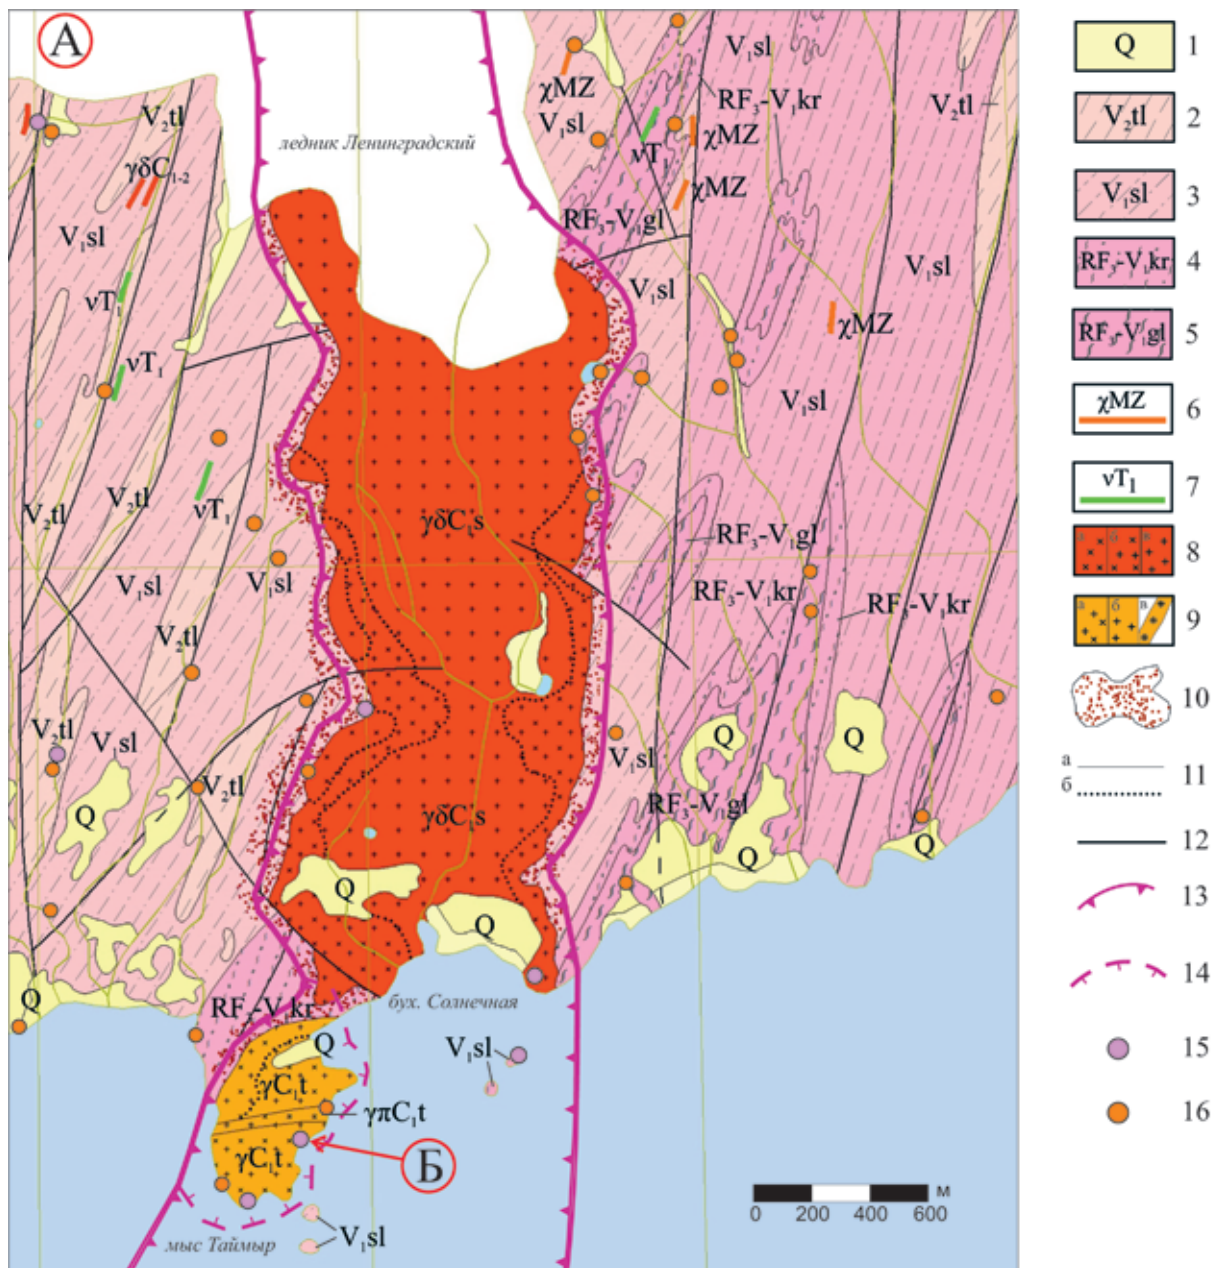 А
V₁sl
RF₃-V₁kr
χMZ
V₂tl
V₂tl
V₁sl
ледник Ленинградский
χMZ
νT₁
γδC₁₋₂
χMZ
RF₃-V₁gl
V₁sl
V₁sl
V₁sl
νT₁
χMZ
νT₁
V₁sl
V₂tl
V₂tl
νT₁
γδC₁s
RF₃-V₁gl
V₁sl
V₁sl
RF₃-V₁kr
RF₃-V₁kr
V₂tl
V₂tl
V₁sl
Q
Q
V₁sl
V₂tl
RF₃-V₁gl
Q
γδC₁s
Q
Q
Q
Q
Q
RF₃-V₁kr
бух. Солнечная
Q
V₁sl
γC₁t
γπC₁t
γC₁t
Б
м
0 200 400 600
V₁sl
мыс Таймыр
Q 1
V₂tl 2
V₁sl 3
RF₃-V₁kr 4
RF₃-V₁gl 5
χMZ 6
νT₁ 7
а б в 8
а б в 9
10
а
б 11
12
13
14
15
16